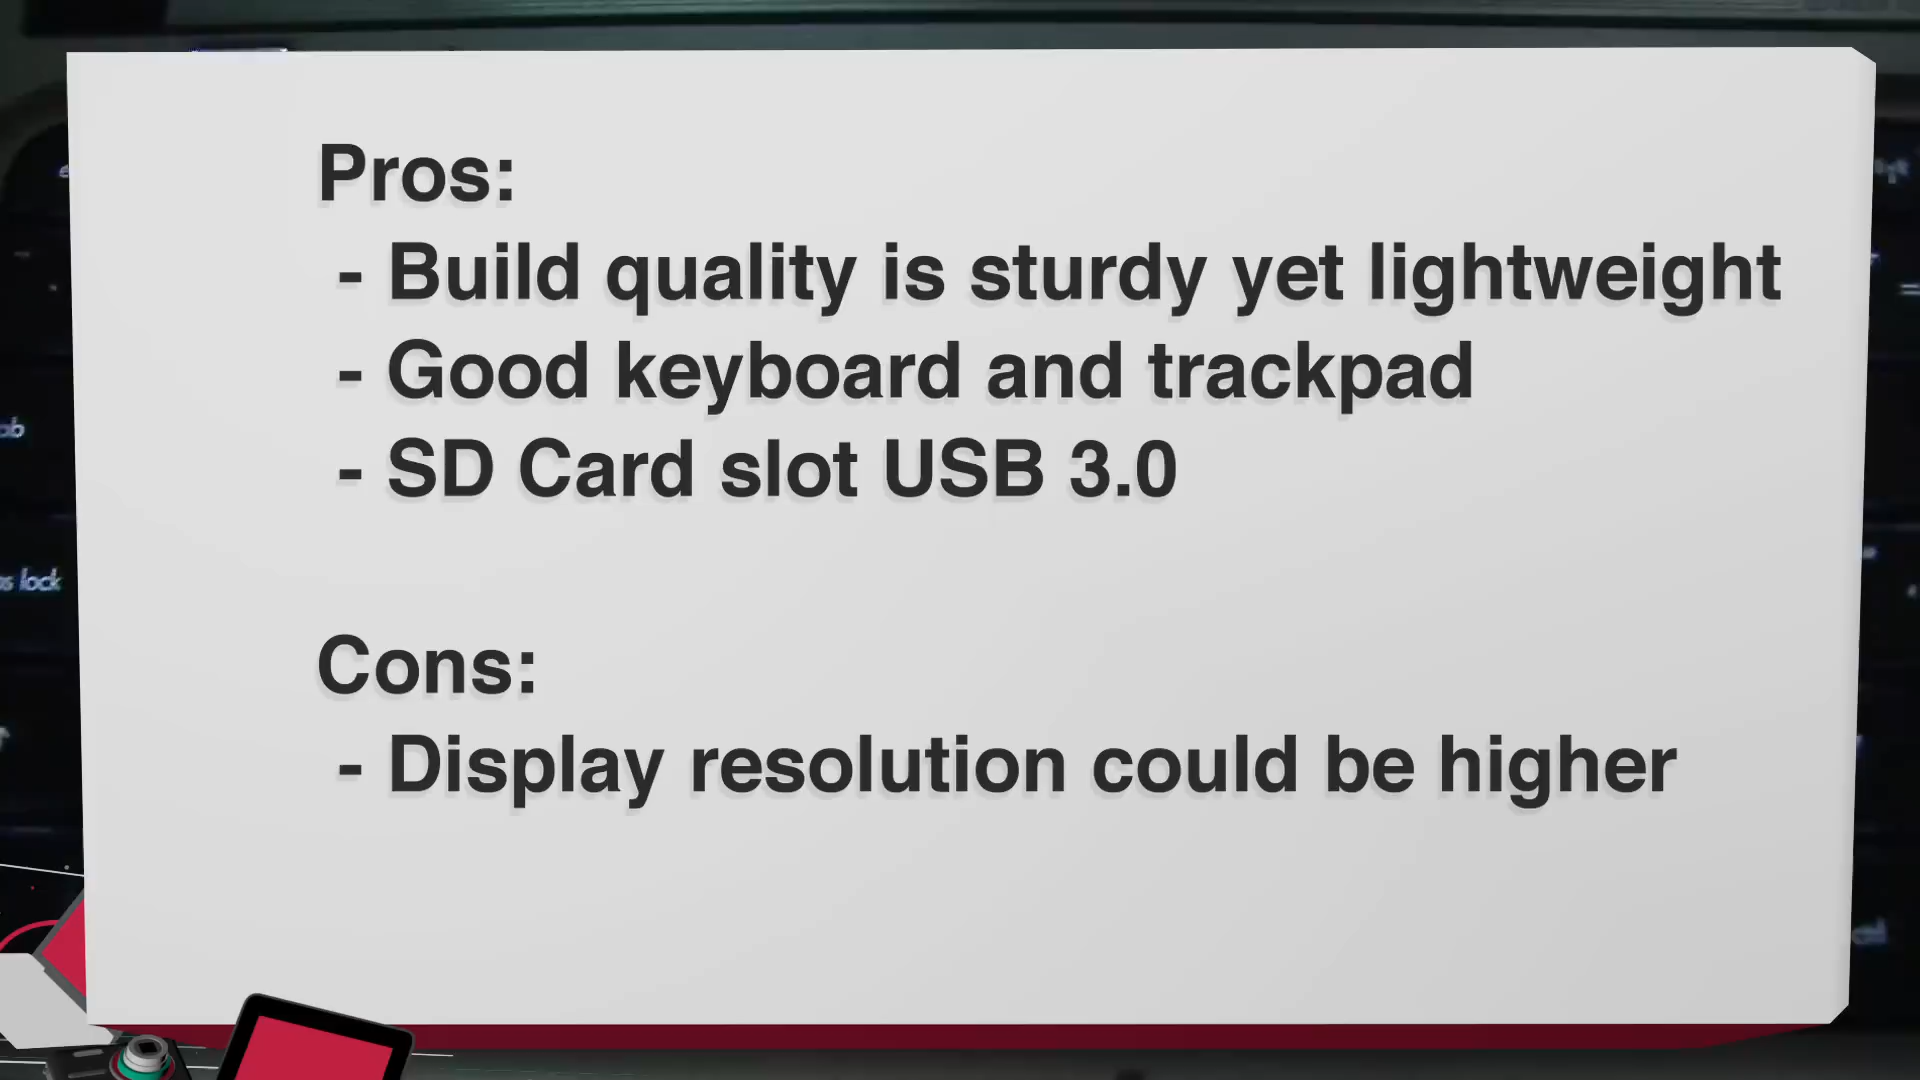 Pros:
- Build quality is sturdy yet lightweight
- Good keyboard and trackpad
- SD Card slot USB 3.0
Cons:
- Display resolution could be higher
lock